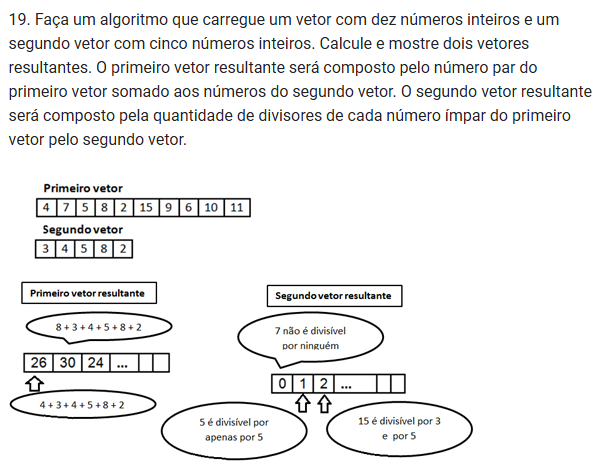 19. Faça um algoritmo que carregue um vetor com dez números inteiros e um
segundo vetor com cinco números inteiros. Calcule e mostre dois vetores
resultantes. O primeiro vetor resultante será composto pelo número par do
primeiro vetor somado aos números do segundo vetor. O segundo vetor resultante
será composto pela quantidade de divisores de cada número ímpar do primeiro
vetor pelo segundo vetor.
Primeiro vetor
4 7 5 8 2 15 9 6 10 11
Segundo vetor
3 4 5 8 2
Primeiro vetor resultante
8 + 3 + 4 + 5 + 8 + 2
26 30 24 ...
4 + 3 + 4 + 5 + 8 + 2
Segundo vetor resultante
7 não é divisível
por ninguém
0 1 2 ...
5 é divisível por
apenas por 5
15 é divisível por 3
e por 5